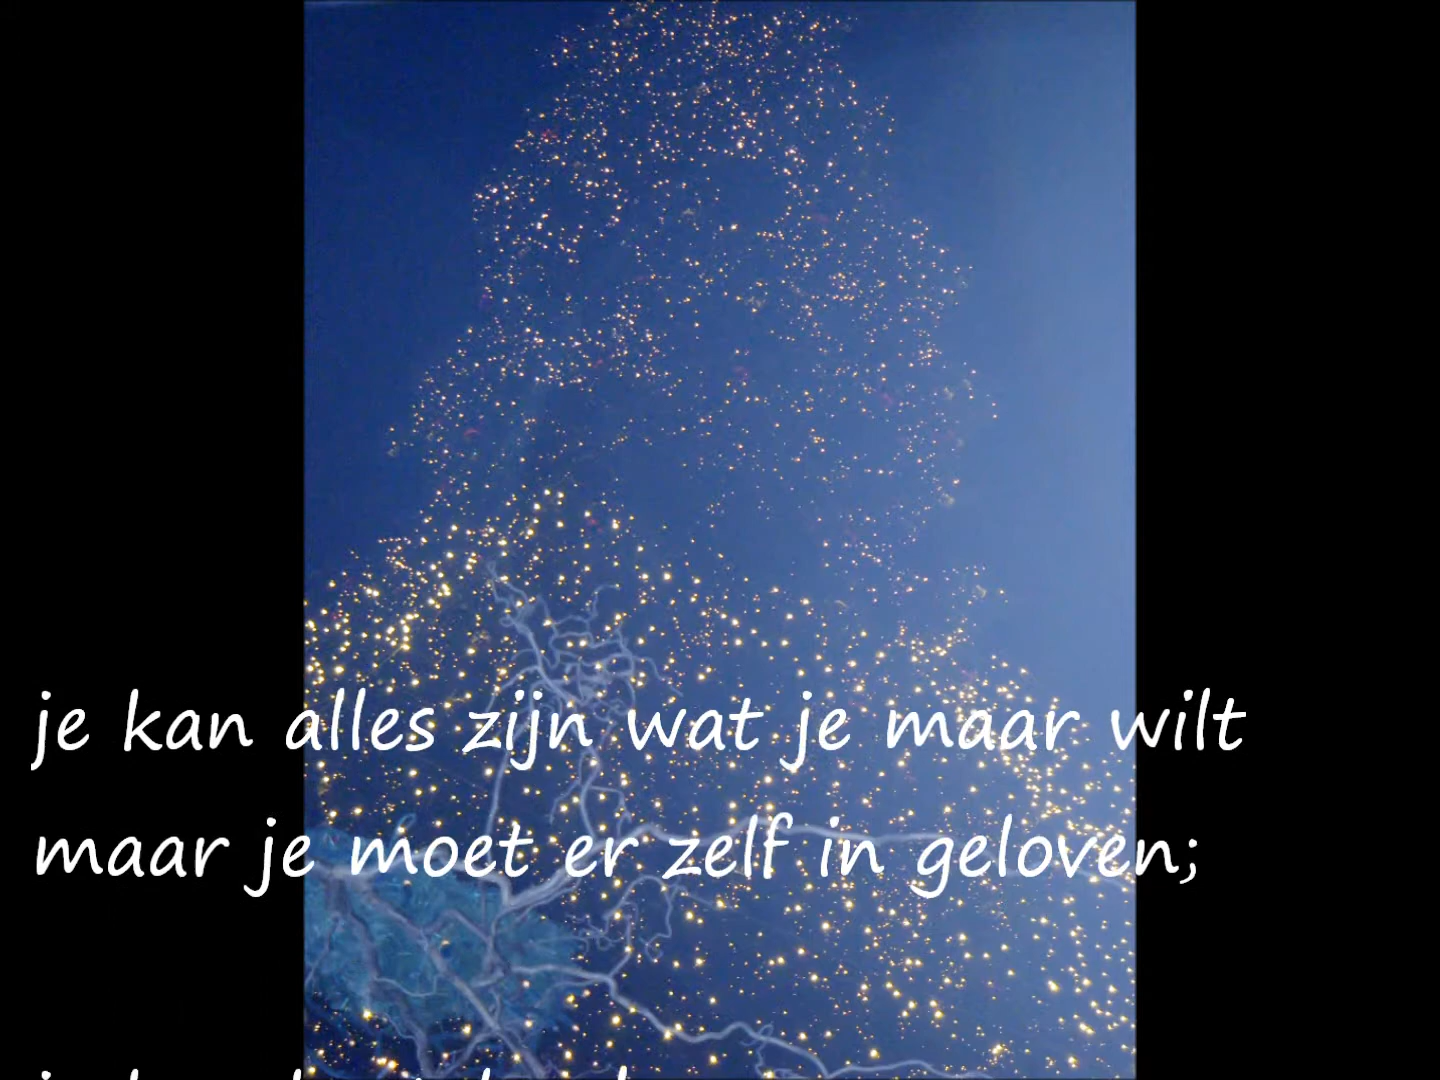 je kan alles zijn wat je maar wilt
maar je moet er zelf in geloven;